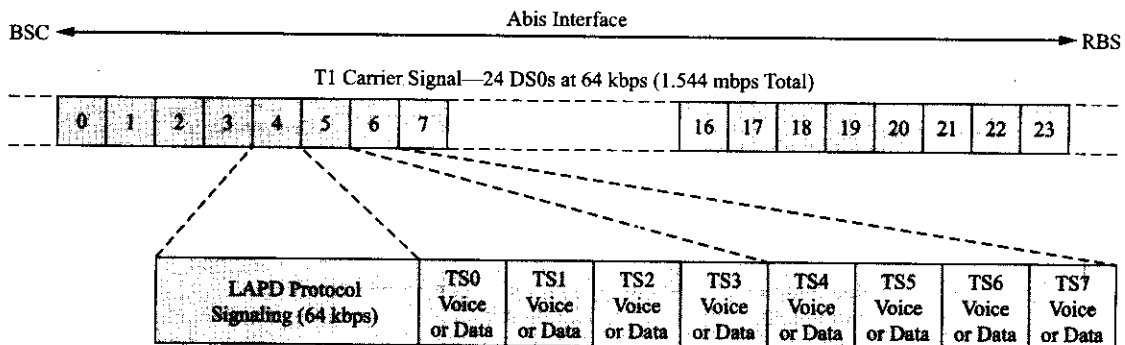 Abis Interface
BSC
RBS
T1 Carrier Signal—24 DS0s at 64 kbps (1.544 mbps Total)
0 1 2 3 4 5 6 7 16 17 18 19 20 21 22 23
LAPD Protocol
Signaling (64 kbps)
TS0
Voice
or Data
TS1
Voice
or Data
TS2
Voice
or Data
TS3
Voice
or Data
TS4
Voice
or Data
TS5
Voice
or Data
TS6
Voice
or Data
TS7
Voice
or Data